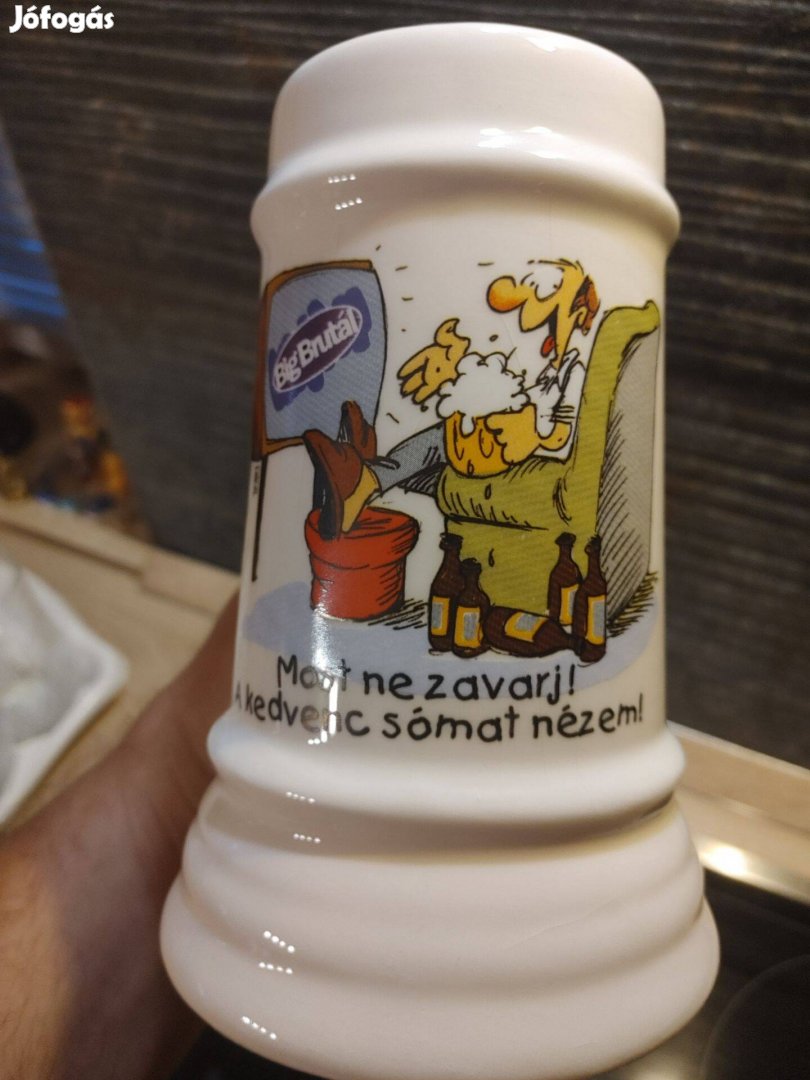 Jófogás
Big Brutál
Most ne zavarj!
A kedvenc sómat nézem!